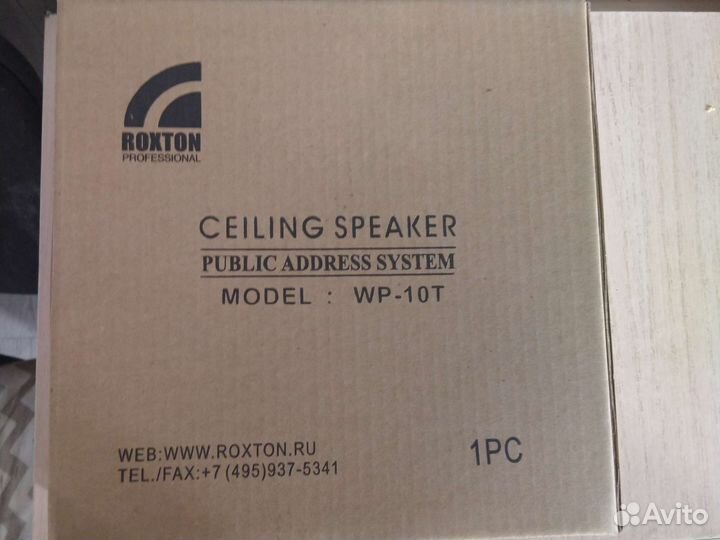 ROXTON
PROFESSIONAL
CEILING SPEAKER
PUBLIC ADDRESS SYSTEM
MODEL : WP-10T
WEB:WWW.ROXTON.RU
TEL./FAX:+7 (495)937-5341
1PC
Avito